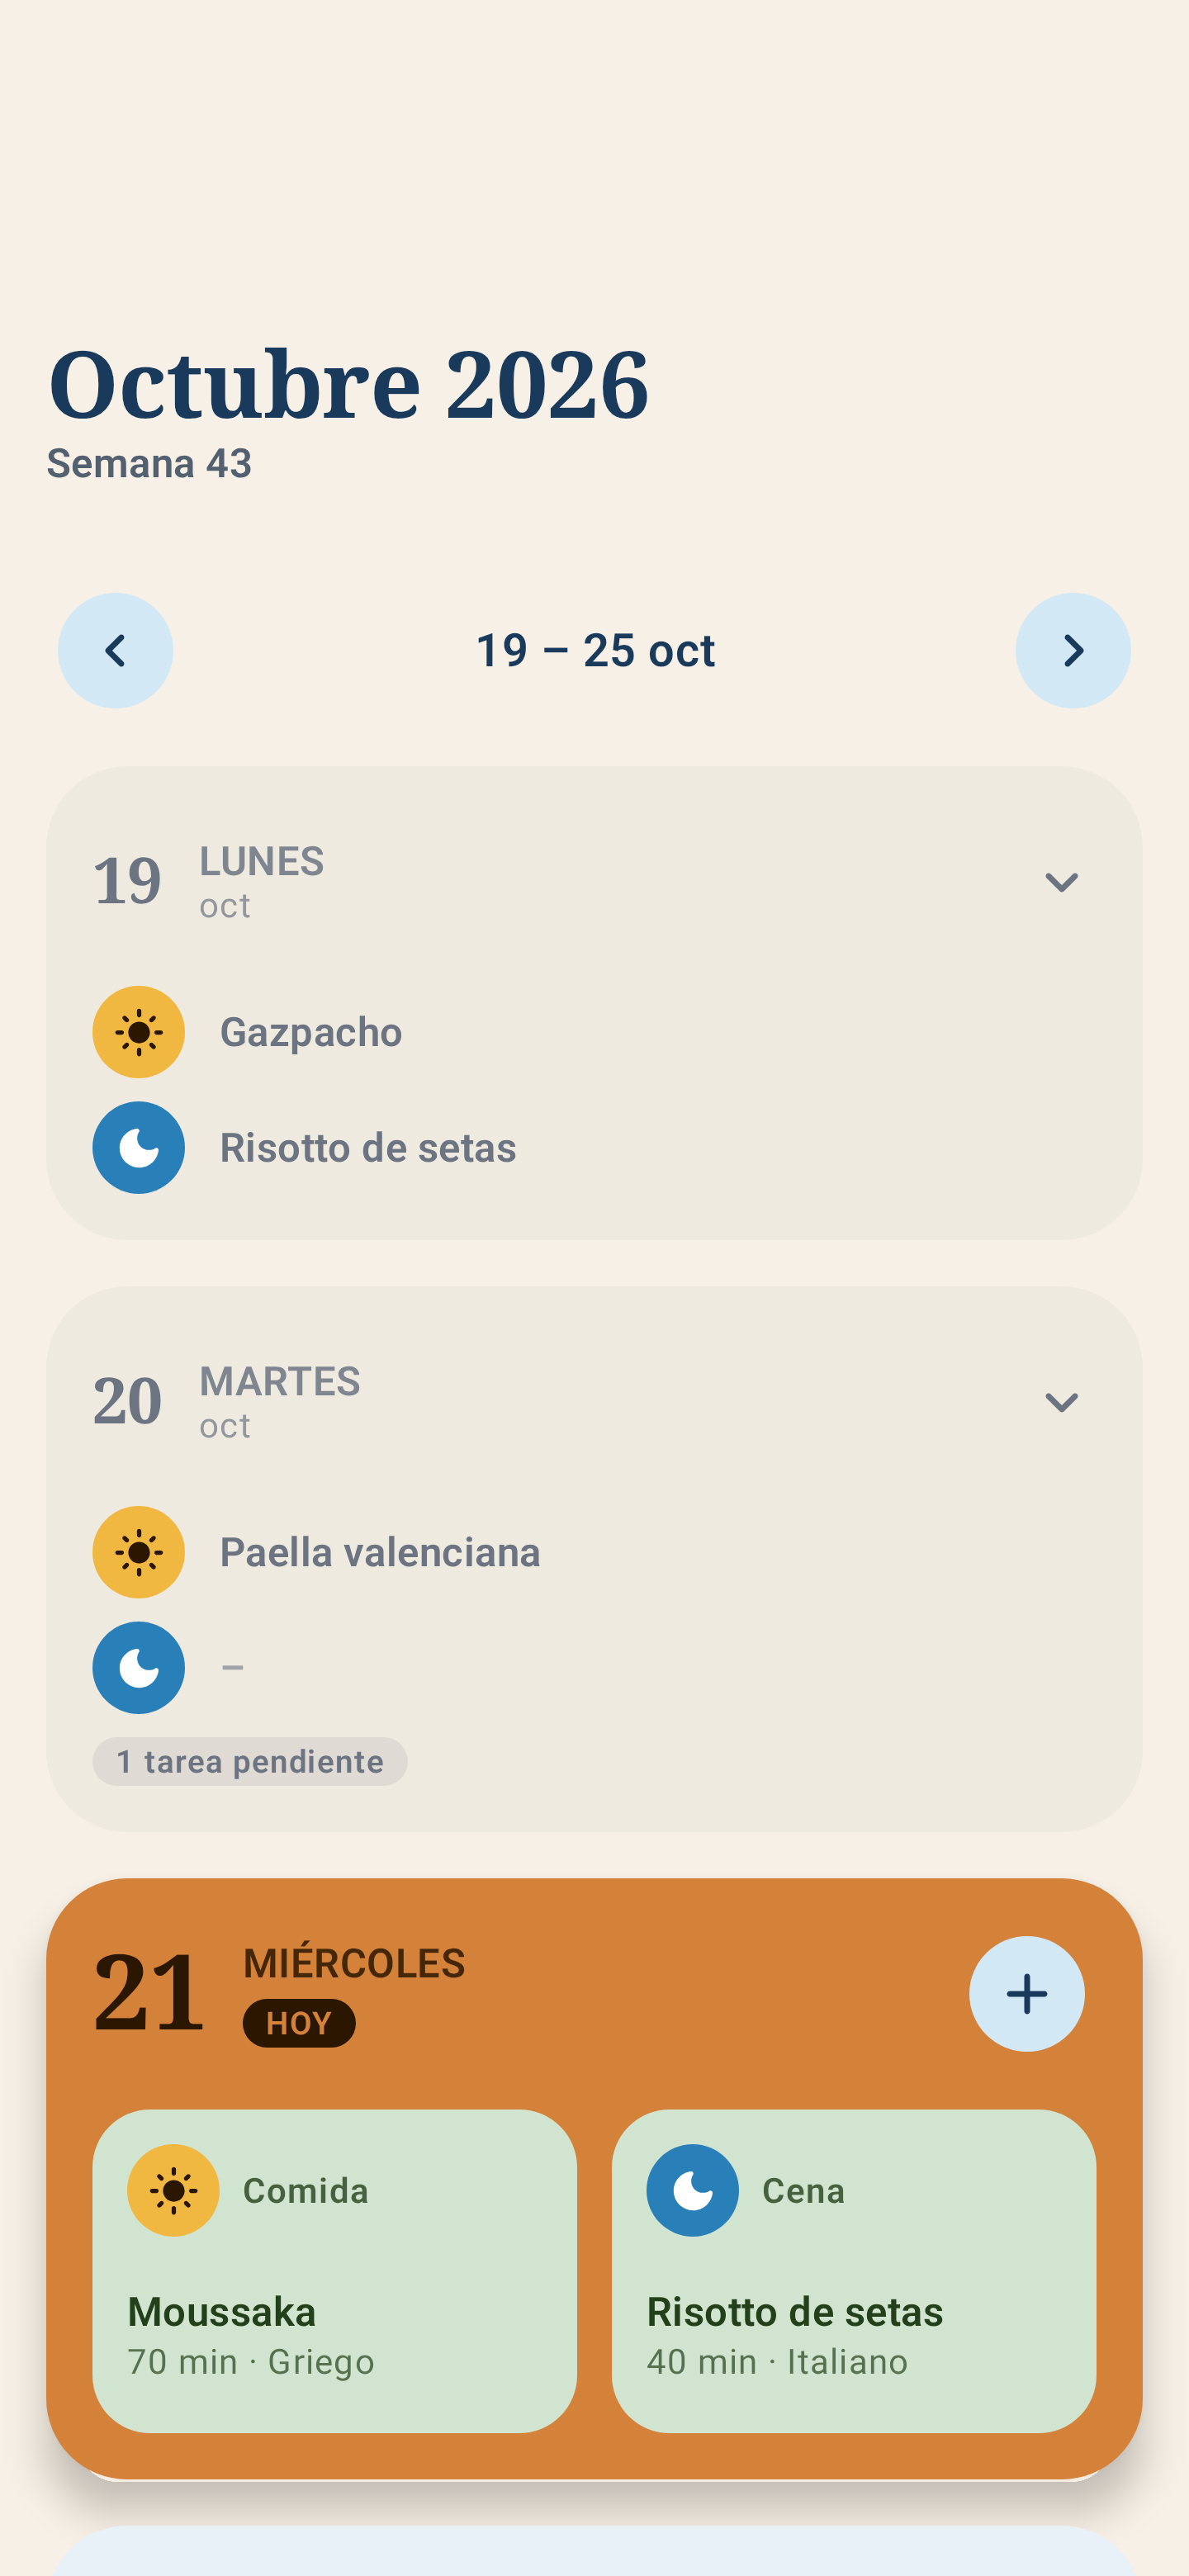 Octubre 2026
Semana 43
19 – 25 oct
19
LUNES
oct
Gazpacho
Risotto de setas
20
MARTES
oct
Paella valenciana
–
1 tarea pendiente
21
MIÉRCOLES
HOY
Comida
Moussaka
70 min · Griego
Cena
Risotto de setas
40 min · Italiano